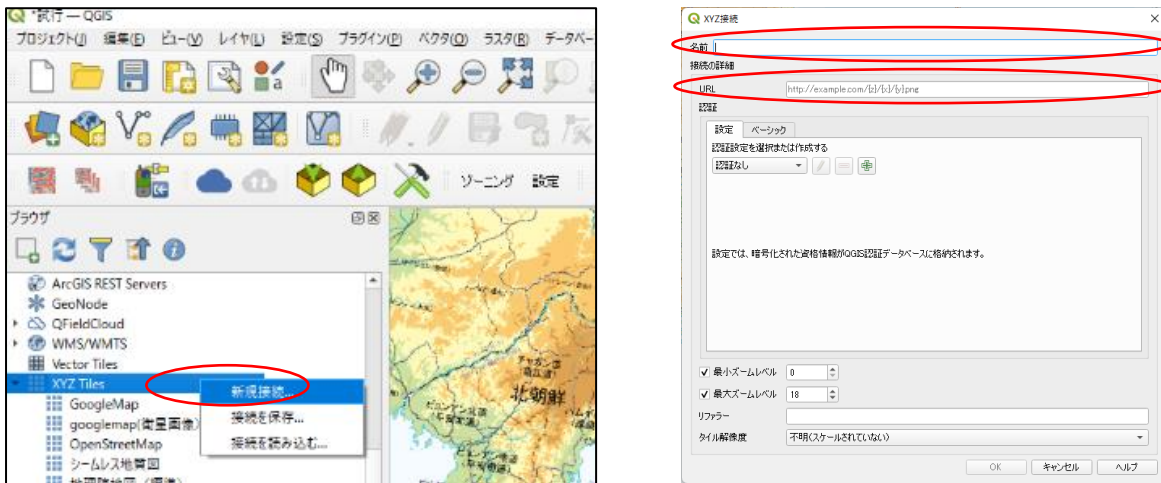 *試行 — QGIS
プロジェクト(J) 編集(E) ビュー(V) レイヤ(L) 設定(S) プラグイン(P) ベクタ(O) ラスタ(R) データベー
ゾーニング 設定
ブラウザ
ArcGIS REST Servers
GeoNode
QFieldCloud
WMS/WMTS
Vector Tiles
XYZ Tiles
GoogleMap
googlemap(衛星画像)
OpenStreetMap
シームレス地質図
新規接続...
接続を保存...
接続を読み込む...
北朝鮮
XYZ接続
名前
接続の詳細
URL http://example.com/{z}/{x}/{y}.png
認証
設定 ベーシック
認証設定を選択または作成する
認証なし
設定では、暗号化された資格情報がQGIS認証データベースに格納されます。
最小ズームレベル 0
最大ズームレベル 18
リファラー
タイル解像度 不明(スケールされていない)
OK キャンセル ヘルプ